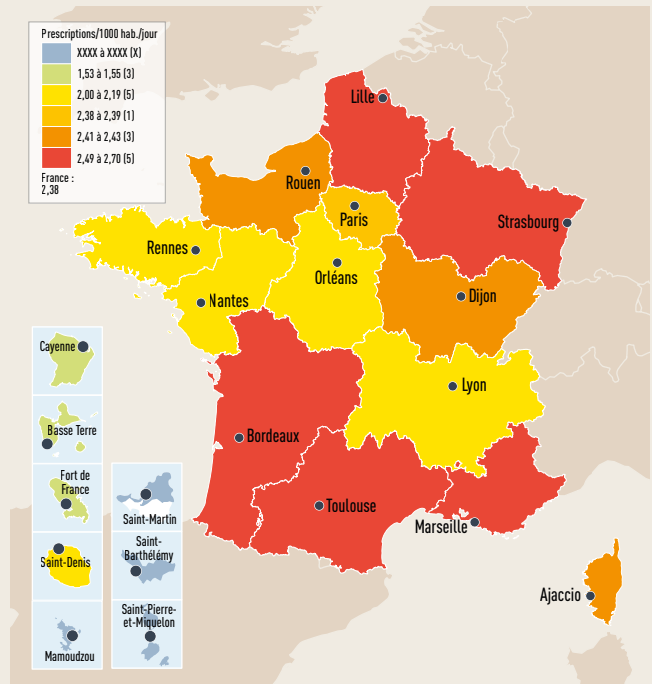 Prescriptions/1000 hab./jour
XXXX à XXXX (X)
1,53 à 1,55 (3)
2,00 à 2,19 (5)
2,38 à 2,39 (1)
2,41 à 2,43 (3)
2,49 à 2,70 (5)
France :
2,38
Lille
Rouen
Paris
Strasbourg
Rennes
Orléans
Nantes
Dijon
Cayenne
Lyon
Basse Terre
Bordeaux
Fort de
France
Saint-Martin
Toulouse
Marseille
Saint-Denis
Saint-
Barthélémy
Ajaccio
Mamoudzou
Saint-Pierre-
et-Miquelon